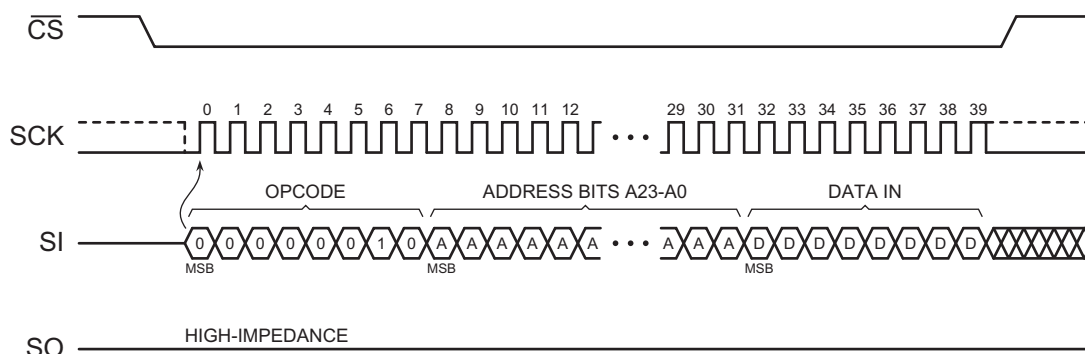 CS
0 1 2 3 4 5 6 7 8 9 10 11 12 29 30 31 32 33 34 35 36 37 38 39
SCK
OPCODE ADDRESS BITS A23-A0 DATA IN
SI 0 0 0 0 0 0 1 0 A A A A A A A A A D D D D D D D D
MSB MSB MSB
HIGH-IMPEDANCE
SO